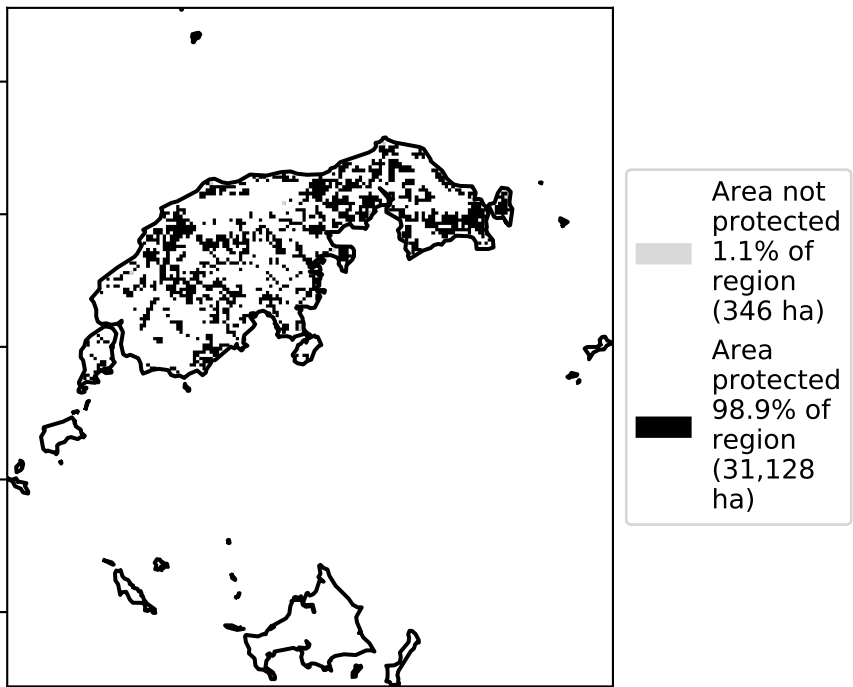 Area not
protected
1.1% of
region
(346 ha)
Area
protected
98.9% of
region
(31,128
ha)